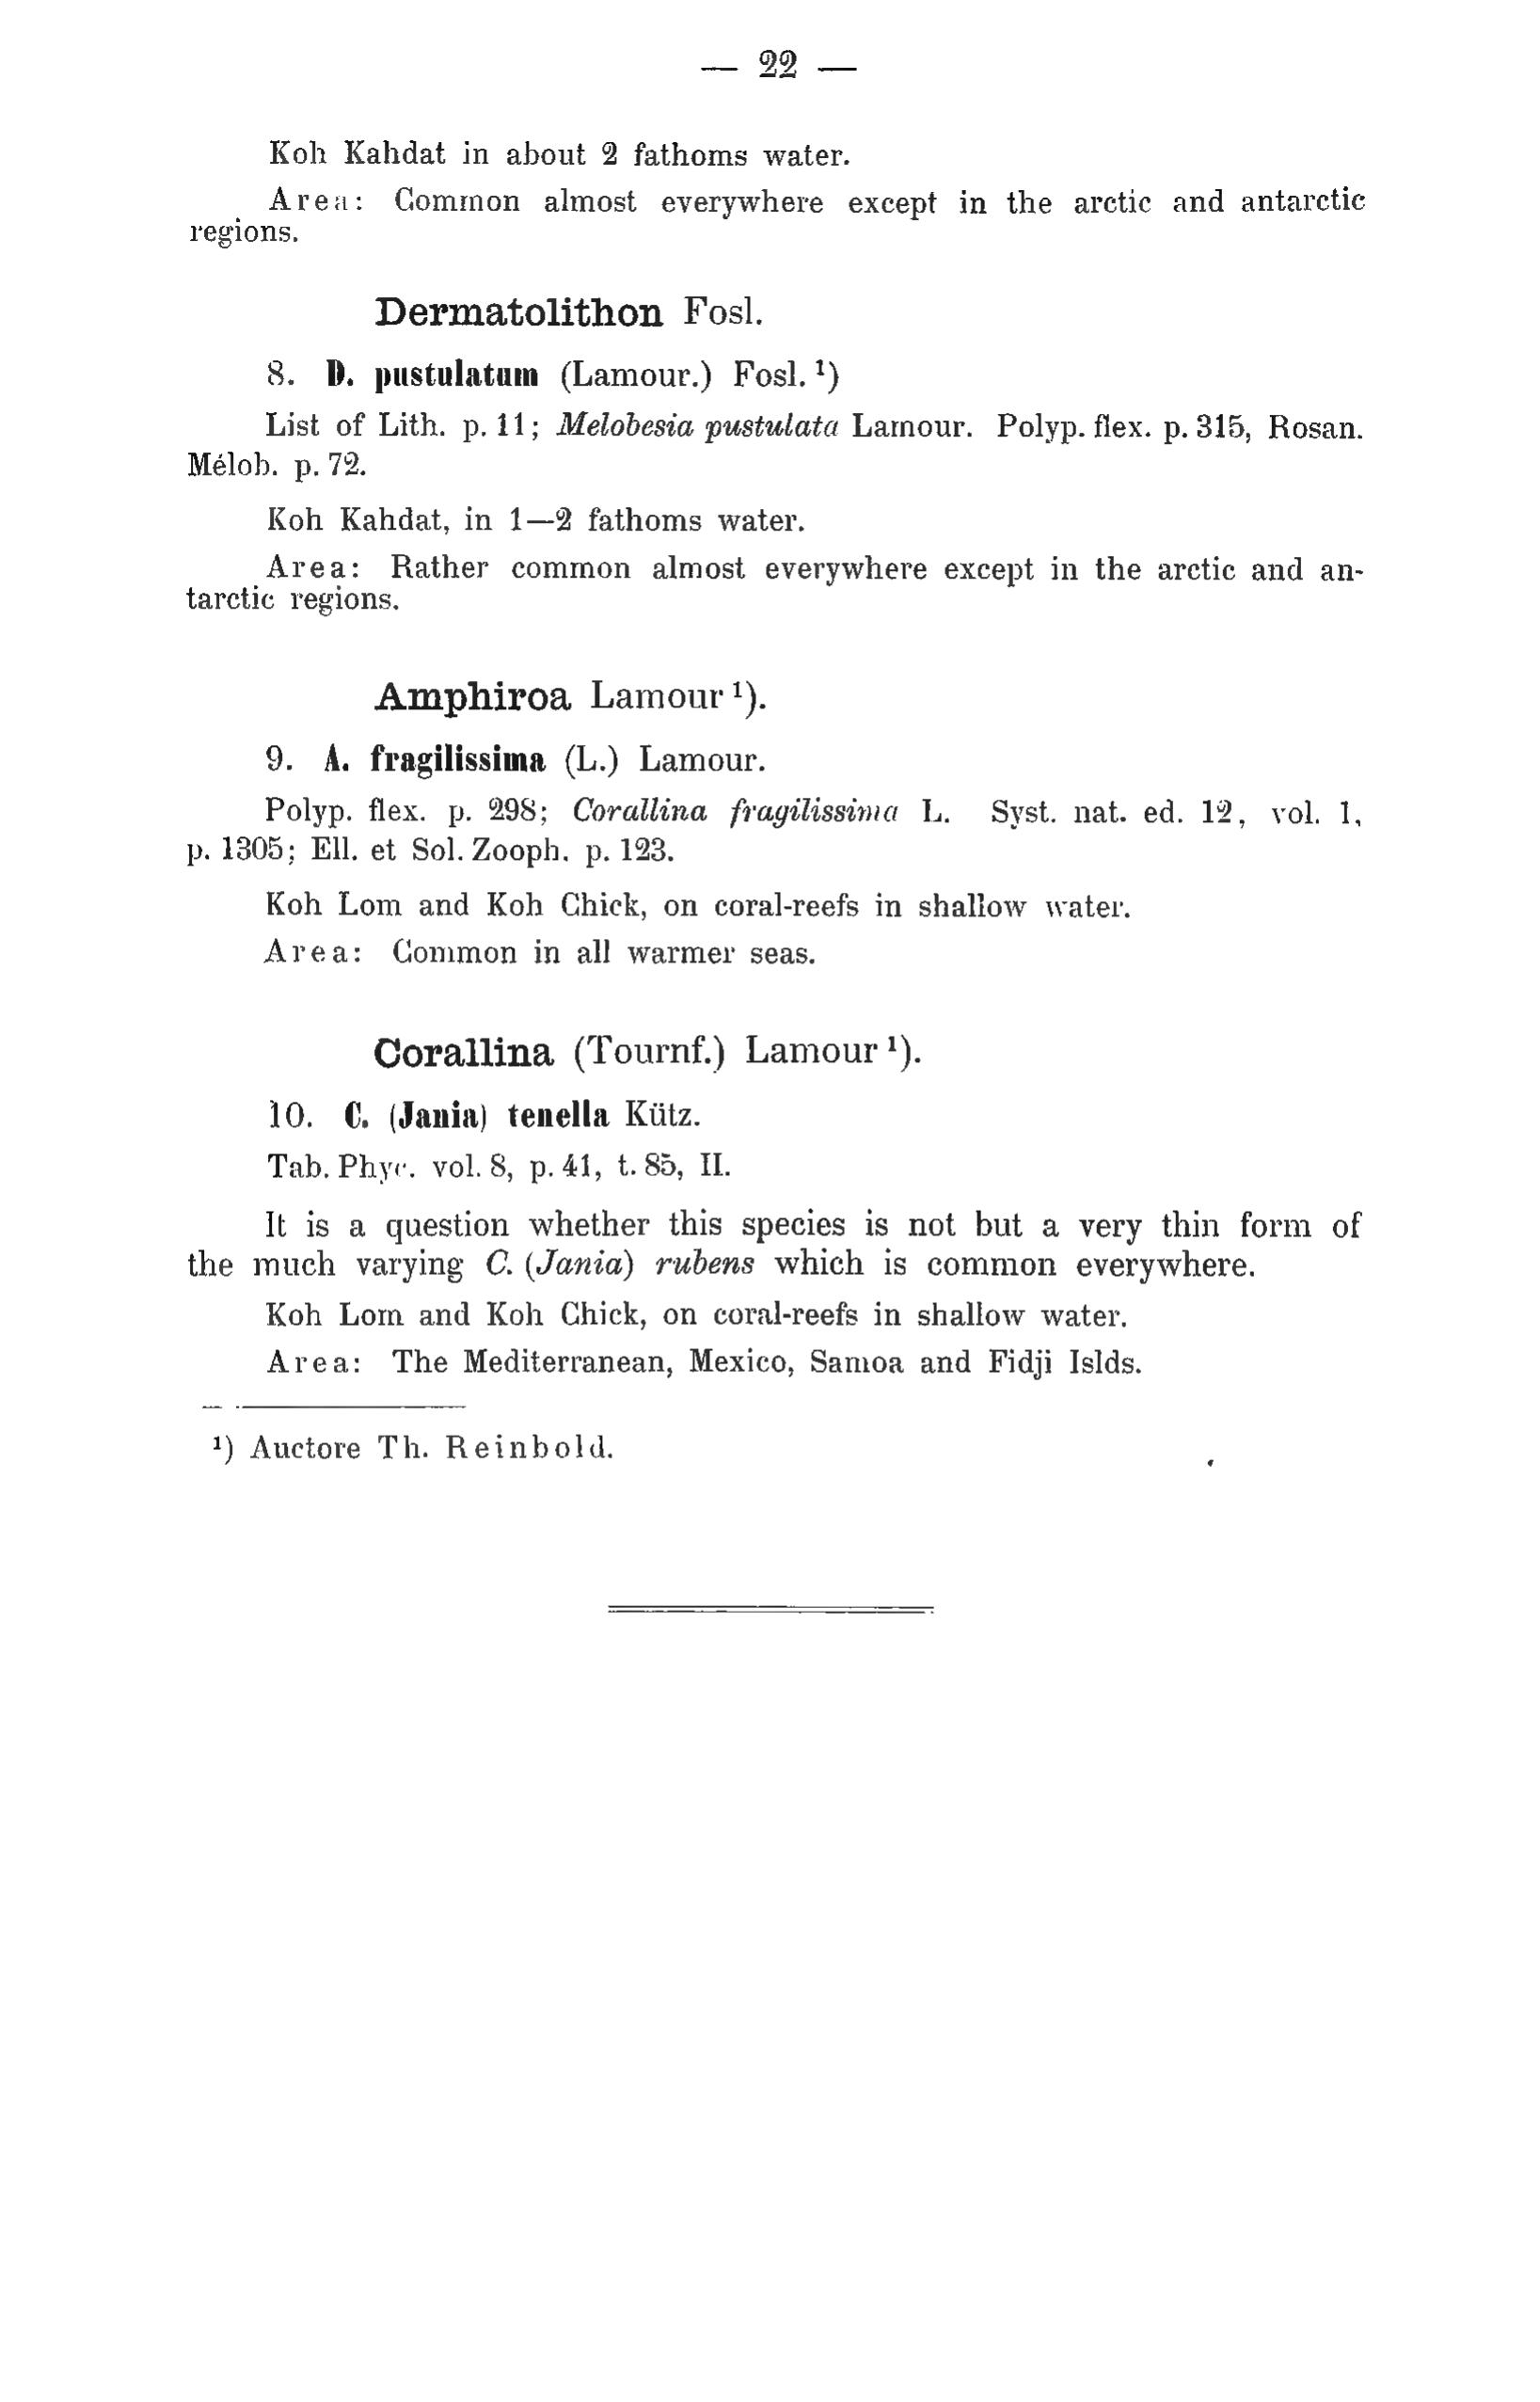 — 22 —
Koh Kahdat in about 2 fathoms water.
Area: Common almost everywhere except in the arctic and antarctic
regions.
Dermatolithon Fosl.
8. D. pustulatum (Lamour.) Fosl. ¹)
List of Lith. p. 11; Melobesia pustulata Lamour. Polyp. flex. p. 315, Rosan.
Mélob. p. 72.
Koh Kahdat, in 1—2 fathoms water.
Area: Rather common almost everywhere except in the arctic and an-
tarctic regions.
Amphiroa Lamour ¹).
9. A. fragilissima (L.) Lamour.
Polyp. flex. p. 298; Corallina fragilissima L. Syst. nat. ed. 12, vol. 1,
p. 1305; Ell. et Sol. Zooph. p. 123.
Koh Lom and Koh Chick, on coral-reefs in shallow water.
Area: Common in all warmer seas.
Corallina (Tournf.) Lamour ¹).
10. C. (Jania) tenella Kütz.
Tab. Phyc. vol. 8, p. 41, t. 85, II.
It is a question whether this species is not but a very thin form of
the much varying C. (Jania) rubens which is common everywhere.
Koh Lom and Koh Chick, on coral-reefs in shallow water.
Area: The Mediterranean, Mexico, Samoa and Fidji Islds.
¹) Auctore Th. Reinbold.